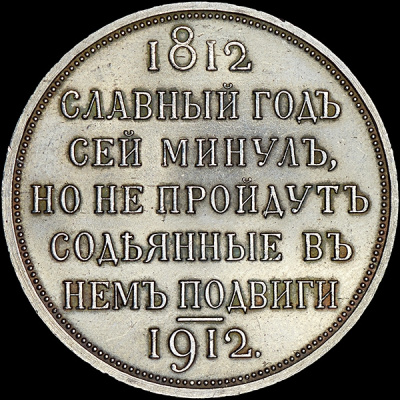 1812
СЛАВНЫЙ ГОДЪ
СЕЙ МИНУЛЪ,
НО НЕ ПРОЙДУТЪ
СОДѢЯННЫЕ ВЪ
НЕМЪ ПОДВИГИ
1912.